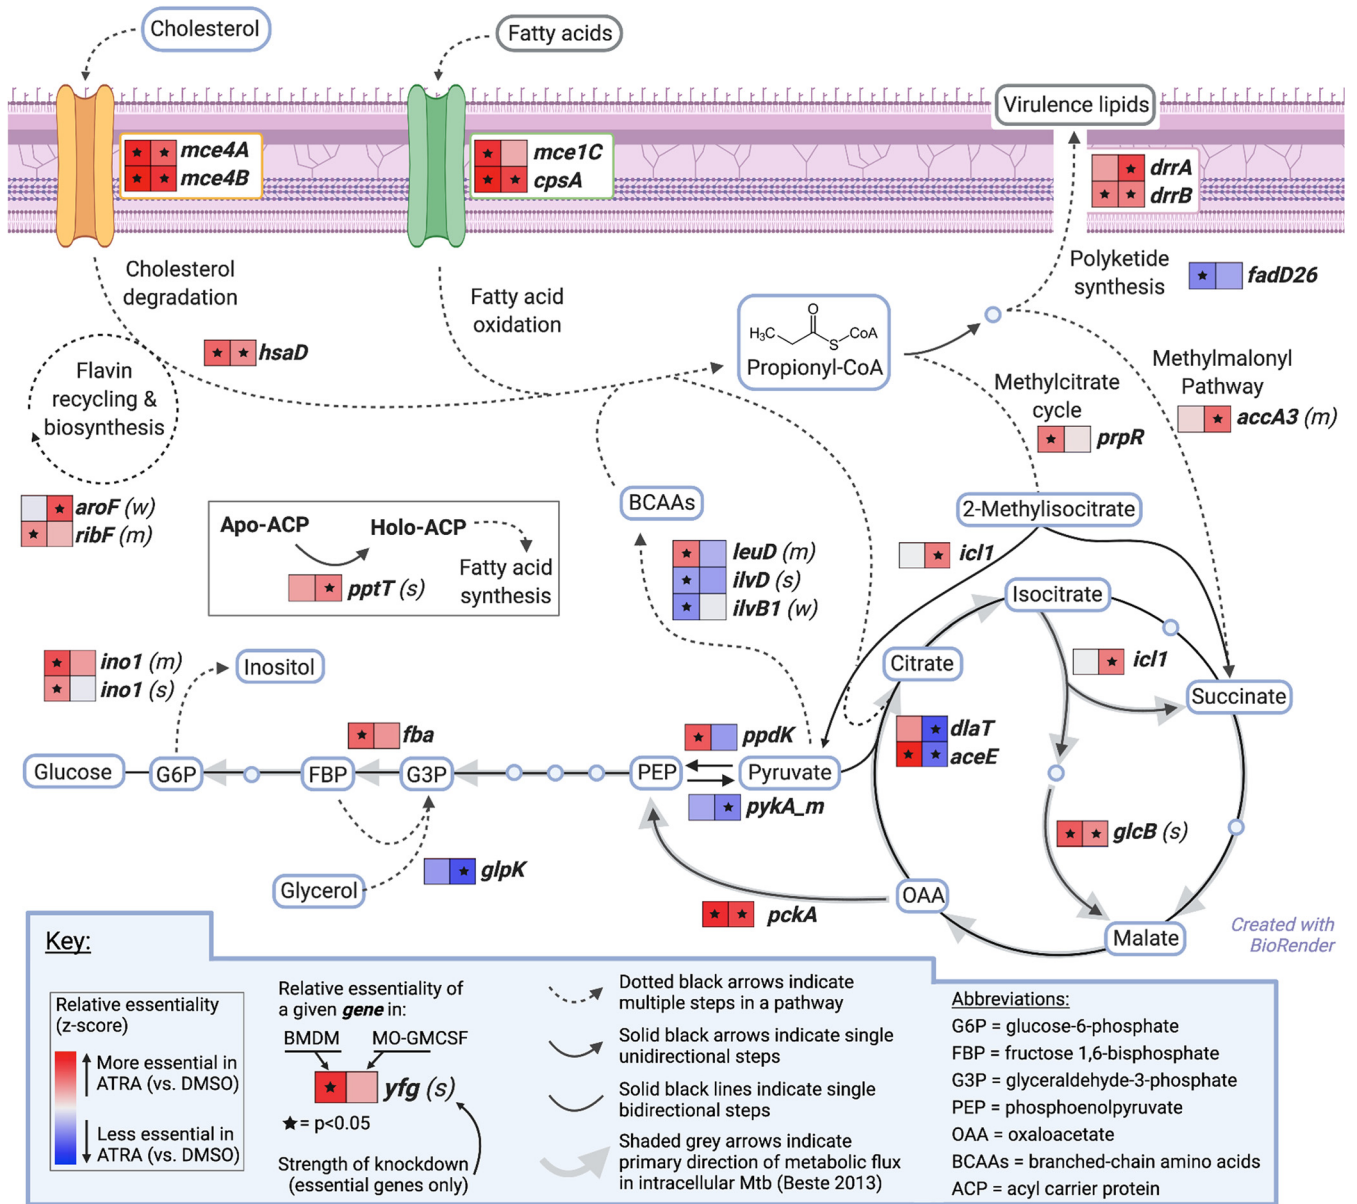 Cholesterol
Fatty acids
Virulence lipids
mce4A
mce4B
mce1C
cpsA
drrA
drrB
Cholesterol
degradation
Fatty acid
oxidation
Polyketide
synthesis
fadD26
H₃C
O
S
CoA
Propionyl-CoA
hsaD
Flavin
recycling &
biosynthesis
Methylcitrate
cycle
prpR
Methylmalonyl
Pathway
accA3 (m)
aroF (w)
ribF (m)
BCAAs
2-Methylisocitrate
Apo-ACP
Holo-ACP
pptT (s)
Fatty acid
synthesis
leuD (m)
ilvD (s)
ilvB1 (w)
icl1
Isocitrate
ino1 (m)
ino1 (s)
Inositol
Citrate
icl1
Succinate
fba
ppdK
dlaT
aceE
Glucose
G6P
FBP
G3P
PEP
Pyruvate
pykA_m
glcB (s)
Glycerol
glpK
OAA
pckA
Malate
Created with
BioRender
Key:
Relative essentiality
(z-score)
More essential in
ATRA (vs. DMSO)
Less essential in
ATRA (vs. DMSO)
Relative essentiality of
a given gene in:
BMDM
MO-GMCSF
yfg (s)
★= p<0.05
Strength of knockdown
(essential genes only)
Dotted black arrows indicate
multiple steps in a pathway
Solid black arrows indicate single
unidirectional steps
Solid black lines indicate single
bidirectional steps
Shaded grey arrows indicate
primary direction of metabolic flux
in intracellular Mtb (Beste 2013)
Abbreviations:
G6P = glucose-6-phosphate
FBP = fructose 1,6-bisphosphate
G3P = glyceraldehyde-3-phosphate
PEP = phosphoenolpyruvate
OAA = oxaloacetate
BCAAs = branched-chain amino acids
ACP = acyl carrier protein